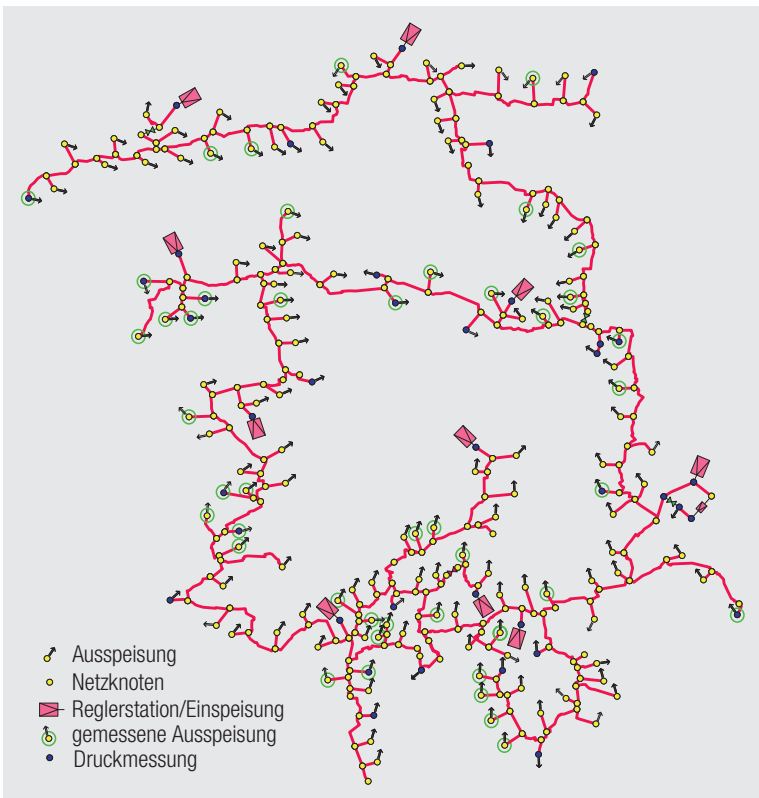 Ausspeisung
Netzknoten
Reglerstation/Einspeisung
gemessene Ausspeisung
Druckmessung